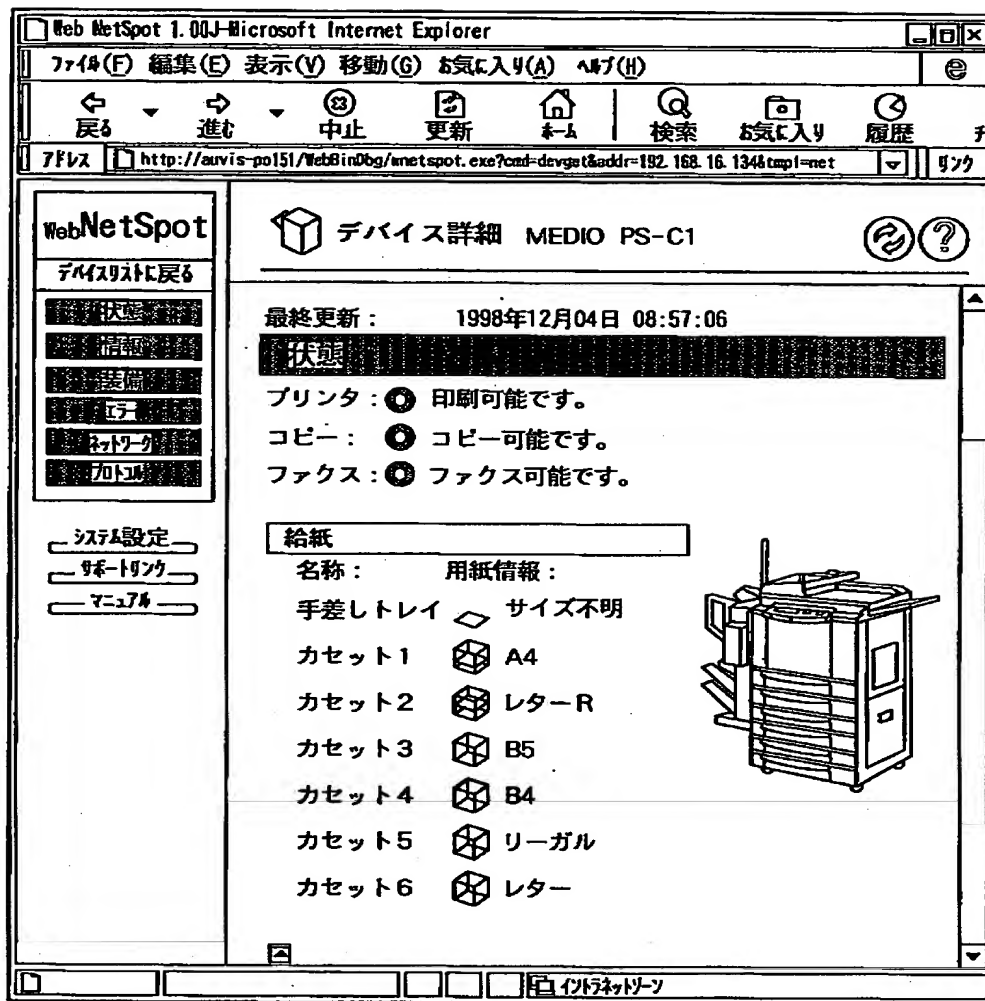 Web NetSpot 1.00J-Microsoft Internet Explorer
ファイル(F) 編集(E) 表示(V) 移動(G) お気に入り(A) ヘルプ(H)
戻る 進む 中止 更新 ホーム 検索 お気に入り 履歴
アドレス http://auvis-po151/WebBinDbg/wnetspot.exe?cmd=devget&addr=192.168.16.134&tmpl=net リンク
WebNetSpot
デバイスリストに戻る
状態
情報
装備
エラー
ネットワーク
プロトコル
システム設定
サポートリンク
マニュアル
デバイス詳細 MEDIO PS-C1
最終更新: 1998年12月04日 08:57:06
状態
プリンタ: 印刷可能です。
コピー: コピー可能です。
ファクス: ファクス可能です。
給紙
名称: 用紙情報:
手差しトレイ サイズ不明
カセット1 A4
カセット2 レターR
カセット3 B5
カセット4 B4
カセット5 リーガル
カセット6 レター
イントラネットゾーン